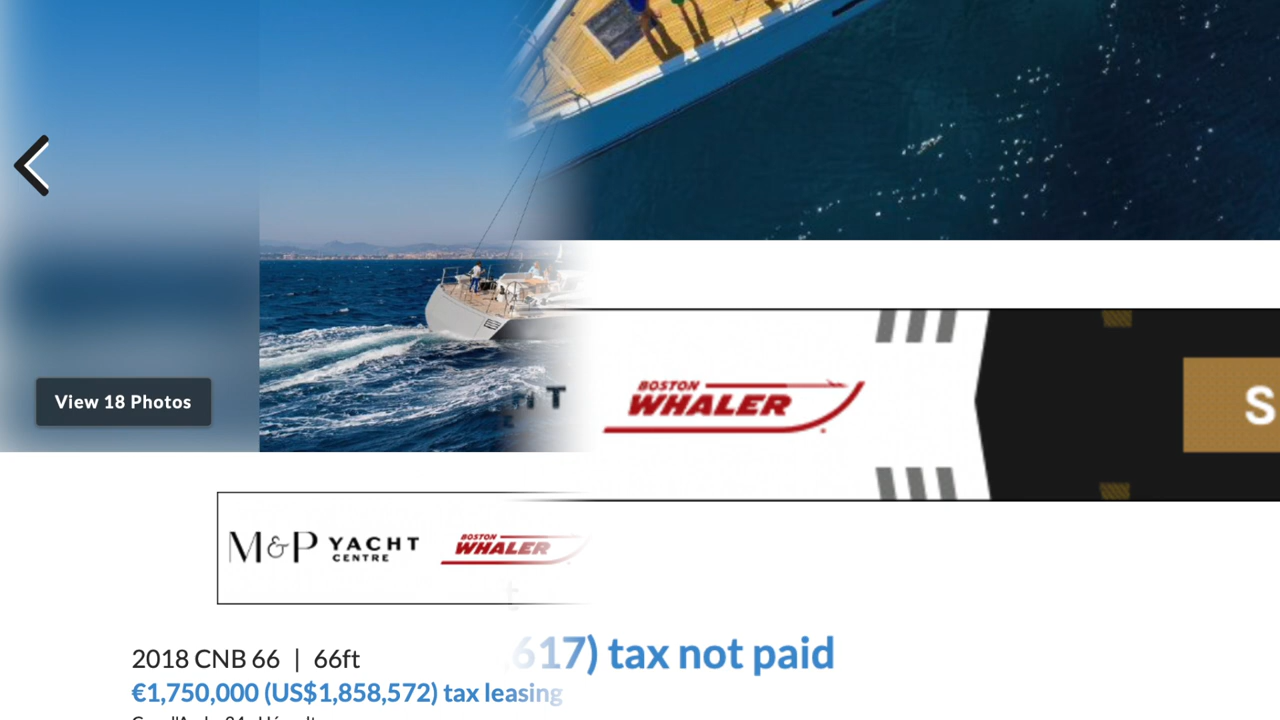 View 18 Photos
BOSTON
WHALER
S
M&P YACHT
CENTRE
BOSTON
WHALER
617) tax not paid
2018 CNB 66 | 66ft
€1,750,000 (US$1,858,572) tax leasing